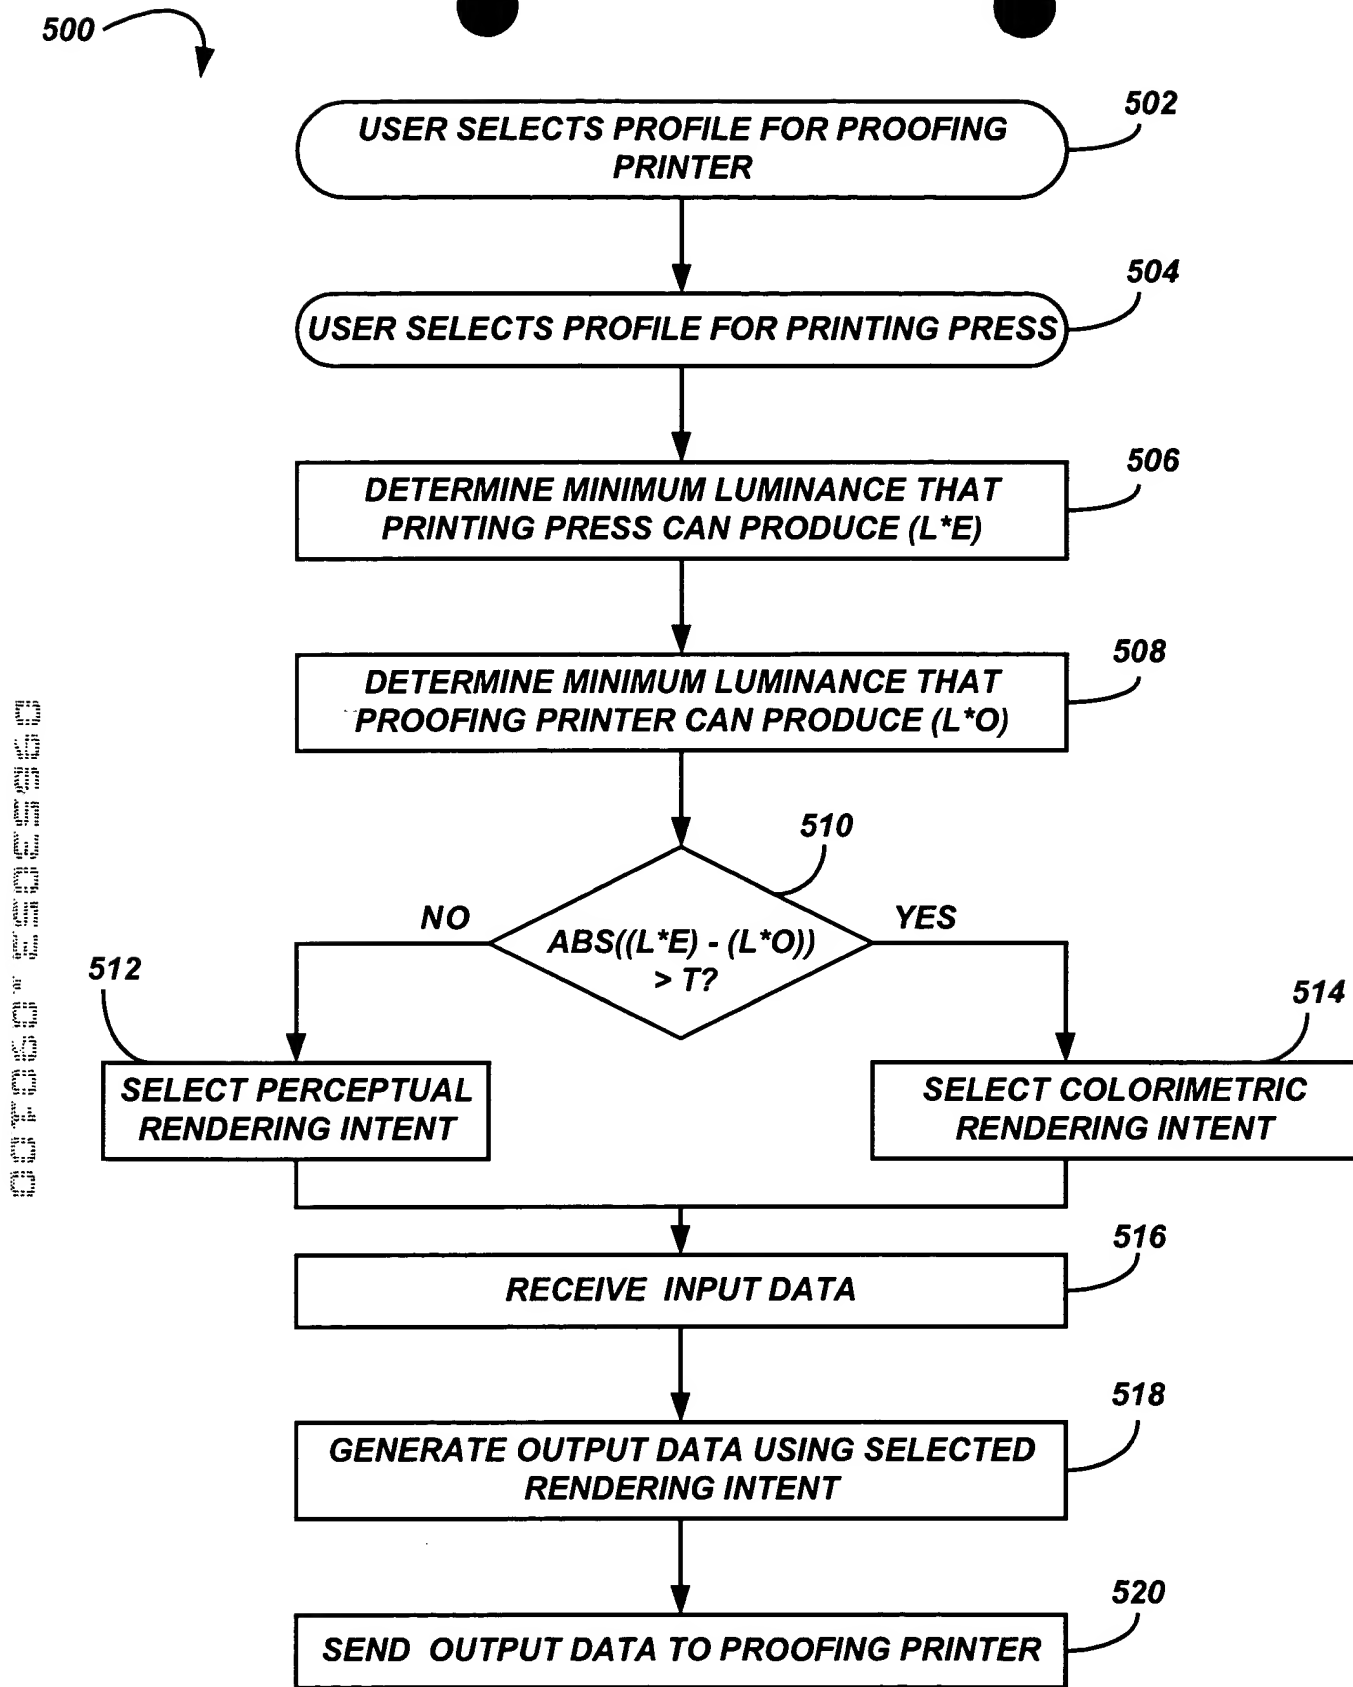 500
502
USER SELECTS PROFILE FOR PROOFING
PRINTER
504
USER SELECTS PROFILE FOR PRINTING PRESS
506
DETERMINE MINIMUM LUMINANCE THAT
PRINTING PRESS CAN PRODUCE (L*E)
508
DETERMINE MINIMUM LUMINANCE THAT
PROOFING PRINTER CAN PRODUCE (L*O)
510
NO
YES
ABS((L*E) - (L*O))
> T?
512
514
SELECT PERCEPTUAL
RENDERING INTENT
SELECT COLORIMETRIC
RENDERING INTENT
516
RECEIVE INPUT DATA
518
GENERATE OUTPUT DATA USING SELECTED
RENDERING INTENT
520
SEND OUTPUT DATA TO PROOFING PRINTER